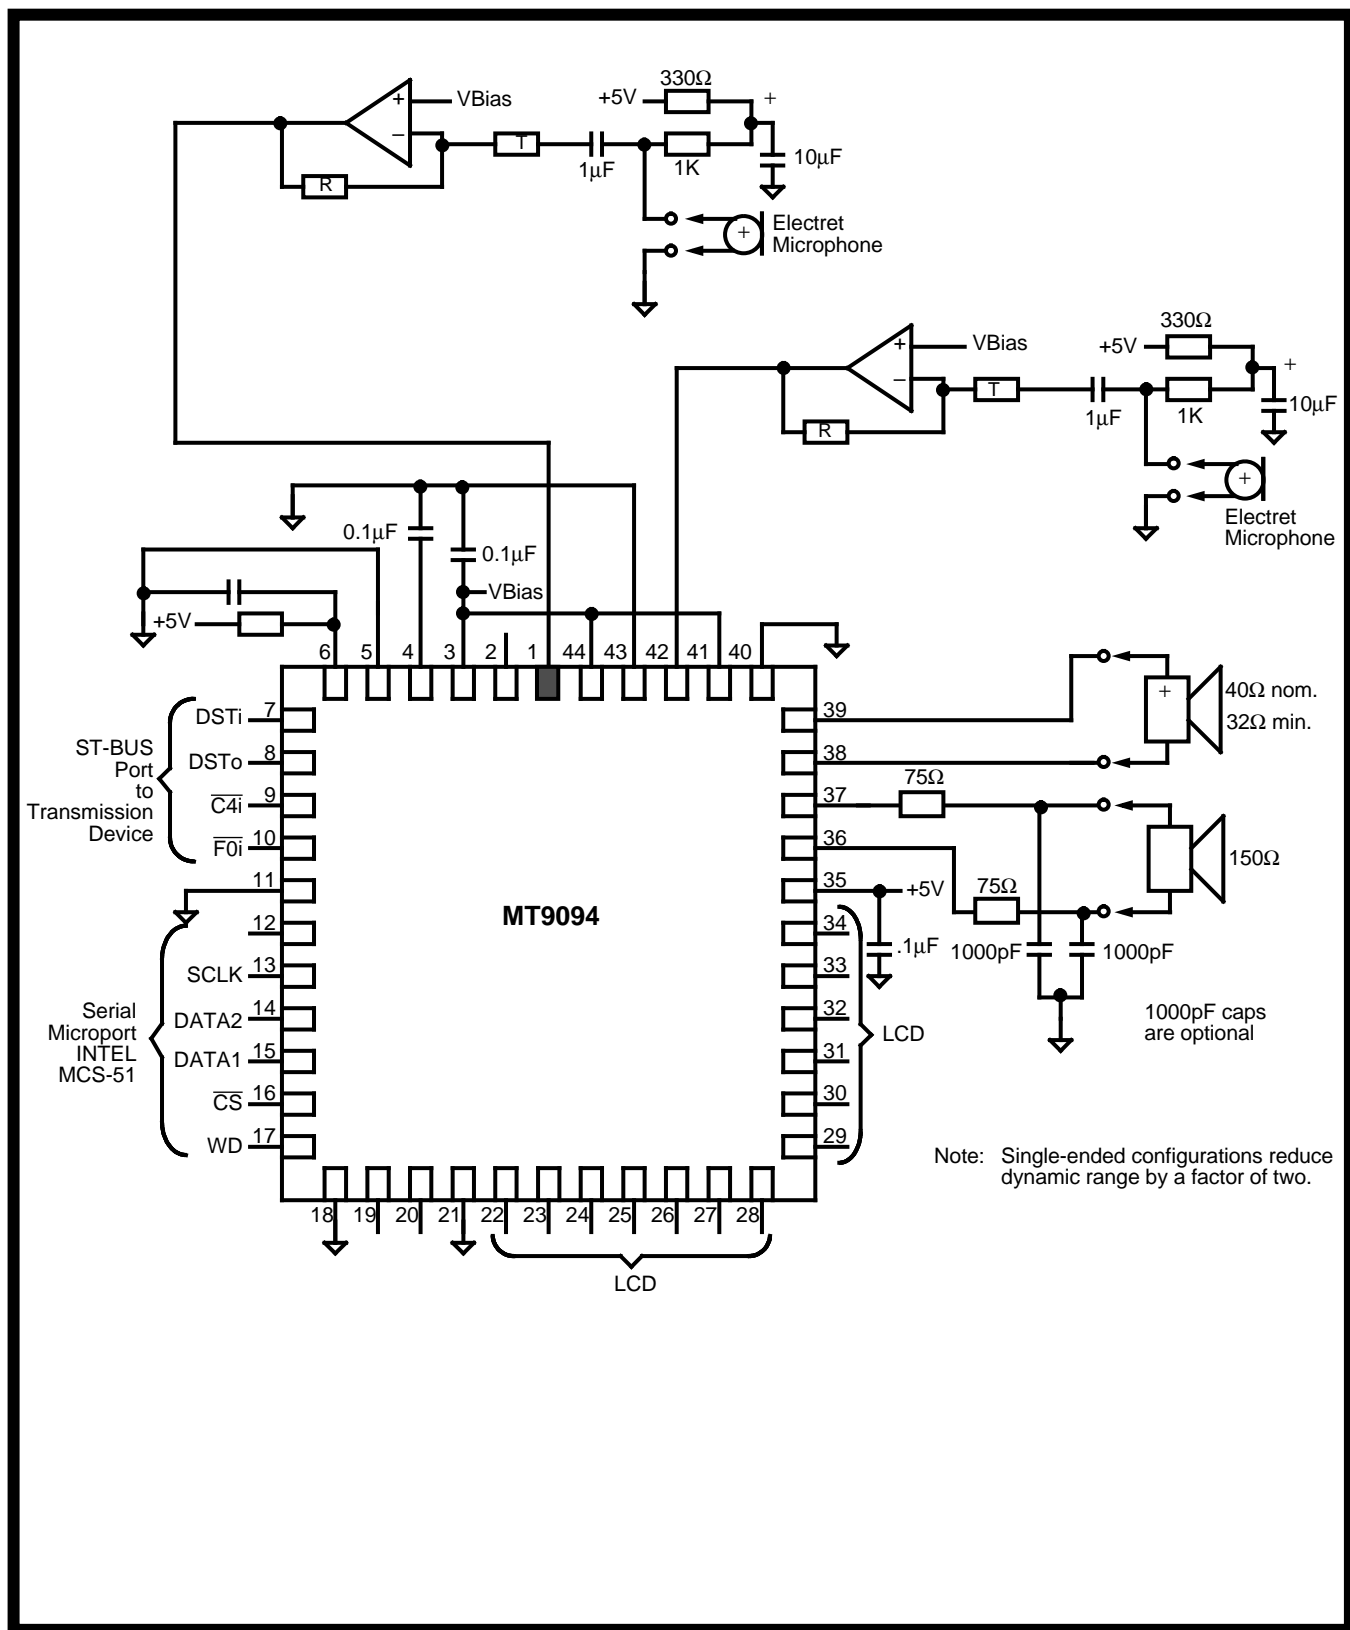 330Ω
+5V
+
+
VBias
−
T
1µF
1K
10µF
R
+
Electret
Microphone
330Ω
+5V
+
+
VBias
−
T
1µF
1K
10µF
R
+
Electret
Microphone
0.1µF
0.1µF
VBias
+5V
6 5 4 3 2 1 44 43 42 41 40
ST-BUS
Port
to
Transmission
Device
DSTi 7
DSTo 8
C4i 9
F0i 10
11
12
SCLK 13
DATA2 14
DATA1 15
CS 16
WD 17
Serial
Microport
INTEL
MCS-51
MT9094
39
38
37
36
35
34
33
32
31
30
29
+
40Ω nom.
32Ω min.
75Ω
150Ω
75Ω
+5V
.1µF
1000pF
1000pF
LCD
1000pF caps
are optional
Note: Single-ended configurations reduce
dynamic range by a factor of two.
18 19 20 21 22 23 24 25 26 27 28
LCD